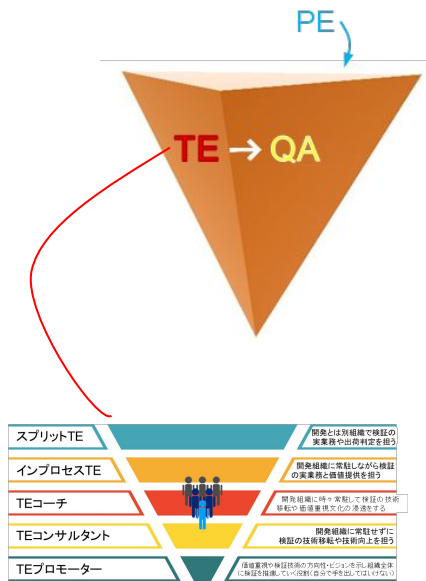 PE
TE → QA
スプリットTE
開発とは別組織で検証の
実業務や出荷判定を担う
インプロセスTE
開発組織に常駐しながら検証
の実業務と価値提供を担う
TEコーチ
開発組織に時々常駐して検証の技術
移転や価値重視文化の浸透をする
TEコンサルタント
開発組織に常駐せずに
検証の技術移転や技術向上を担う
TEプロモーター
価値重視や検証技術の方向性・ビジョンを示し組織全体
に検証を推進していく役割(自分で手を出してはいけない)